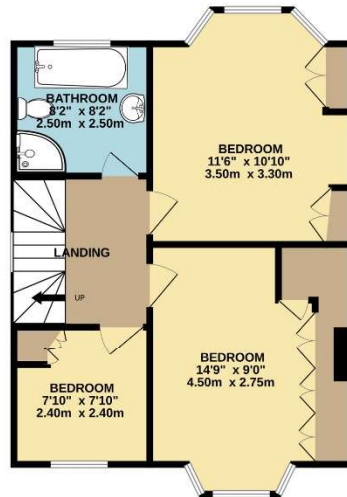 BATHROOM
8'2" x 8'2"
2.50m x 2.50m
BEDROOM
11'6" x 10'10"
3.50m x 3.30m
LANDING
UP
BEDROOM
14'9" x 9'0"
4.50m x 2.75m
BEDROOM
7'10" x 7'10"
2.40m x 2.40m